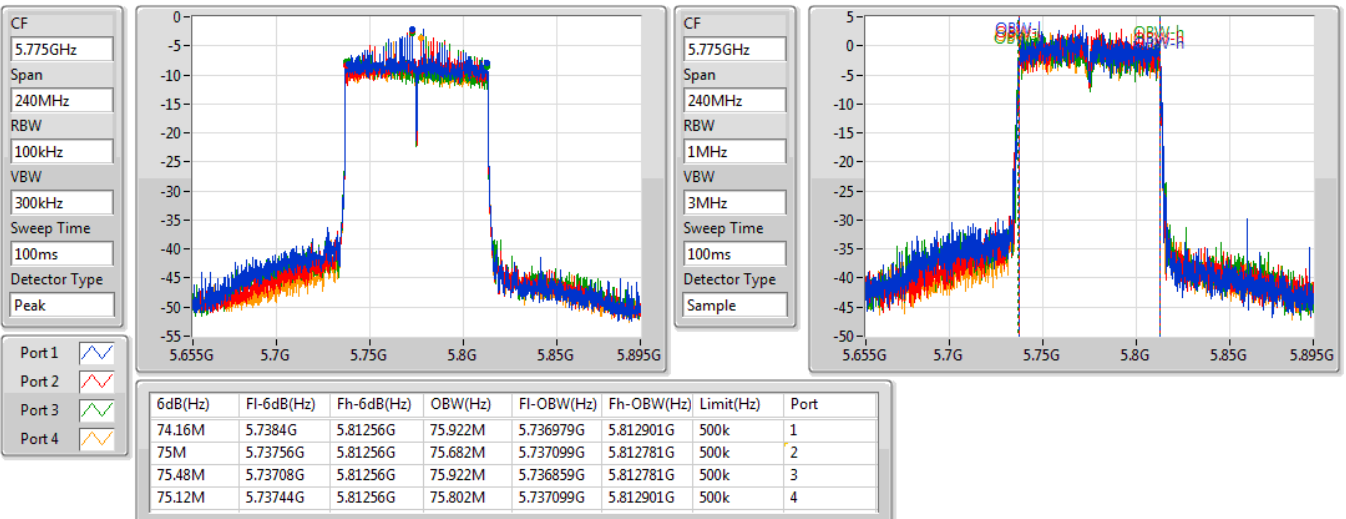 CF
5.775GHz
Span
240MHz
RBW
100kHz
VBW
300kHz
Sweep Time
100ms
Detector Type
Peak
0
-5
-10
-15
-20
-25
-30
-35
-40
-45
-50
-55
5.655G 5.7G 5.75G 5.8G 5.85G 5.895G
CF
5.775GHz
Span
240MHz
RBW
1MHz
VBW
3MHz
Sweep Time
100ms
Detector Type
Sample
5
0
-5
-10
-15
-20
-25
-30
-35
-40
-45
-50
OBW-l OBW-h
5.655G 5.7G 5.75G 5.8G 5.85G 5.895G
Port 1
Port 2
Port 3
Port 4
6dB(Hz) Fl-6dB(Hz) Fh-6dB(Hz) OBW(Hz) Fl-OBW(Hz) Fh-OBW(Hz) Limit(Hz) Port
74.16M 5.7384G 5.81256G 75.922M 5.736979G 5.812901G 500k 1
75M 5.73756G 5.81256G 75.682M 5.737099G 5.812781G 500k 2
75.48M 5.73708G 5.81256G 75.922M 5.736859G 5.812781G 500k 3
75.12M 5.73744G 5.81256G 75.802M 5.737099G 5.812901G 500k 4